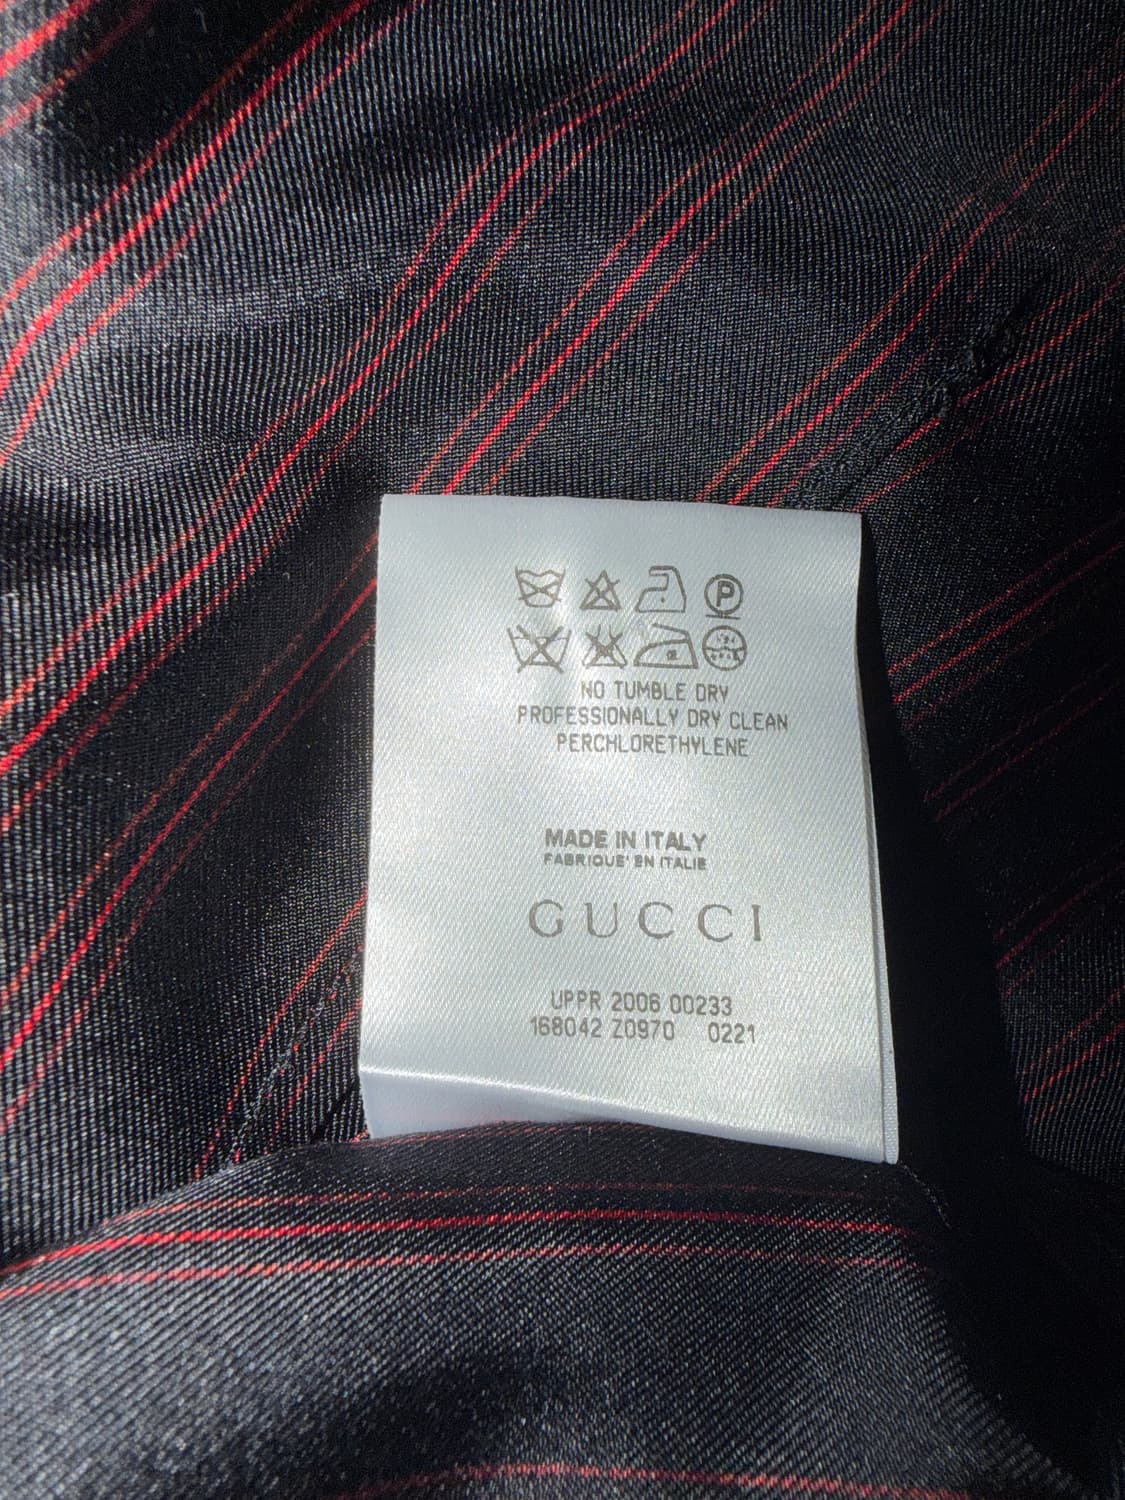 P
NO TUMBLE DRY
PROFESSIONALLY DRY CLEAN
PERCHLORETHYLENE
MADE IN ITALY
FABRIQUE' EN ITALIE
GUCCI
UPPR 2006 00233
168042 Z0970 0221